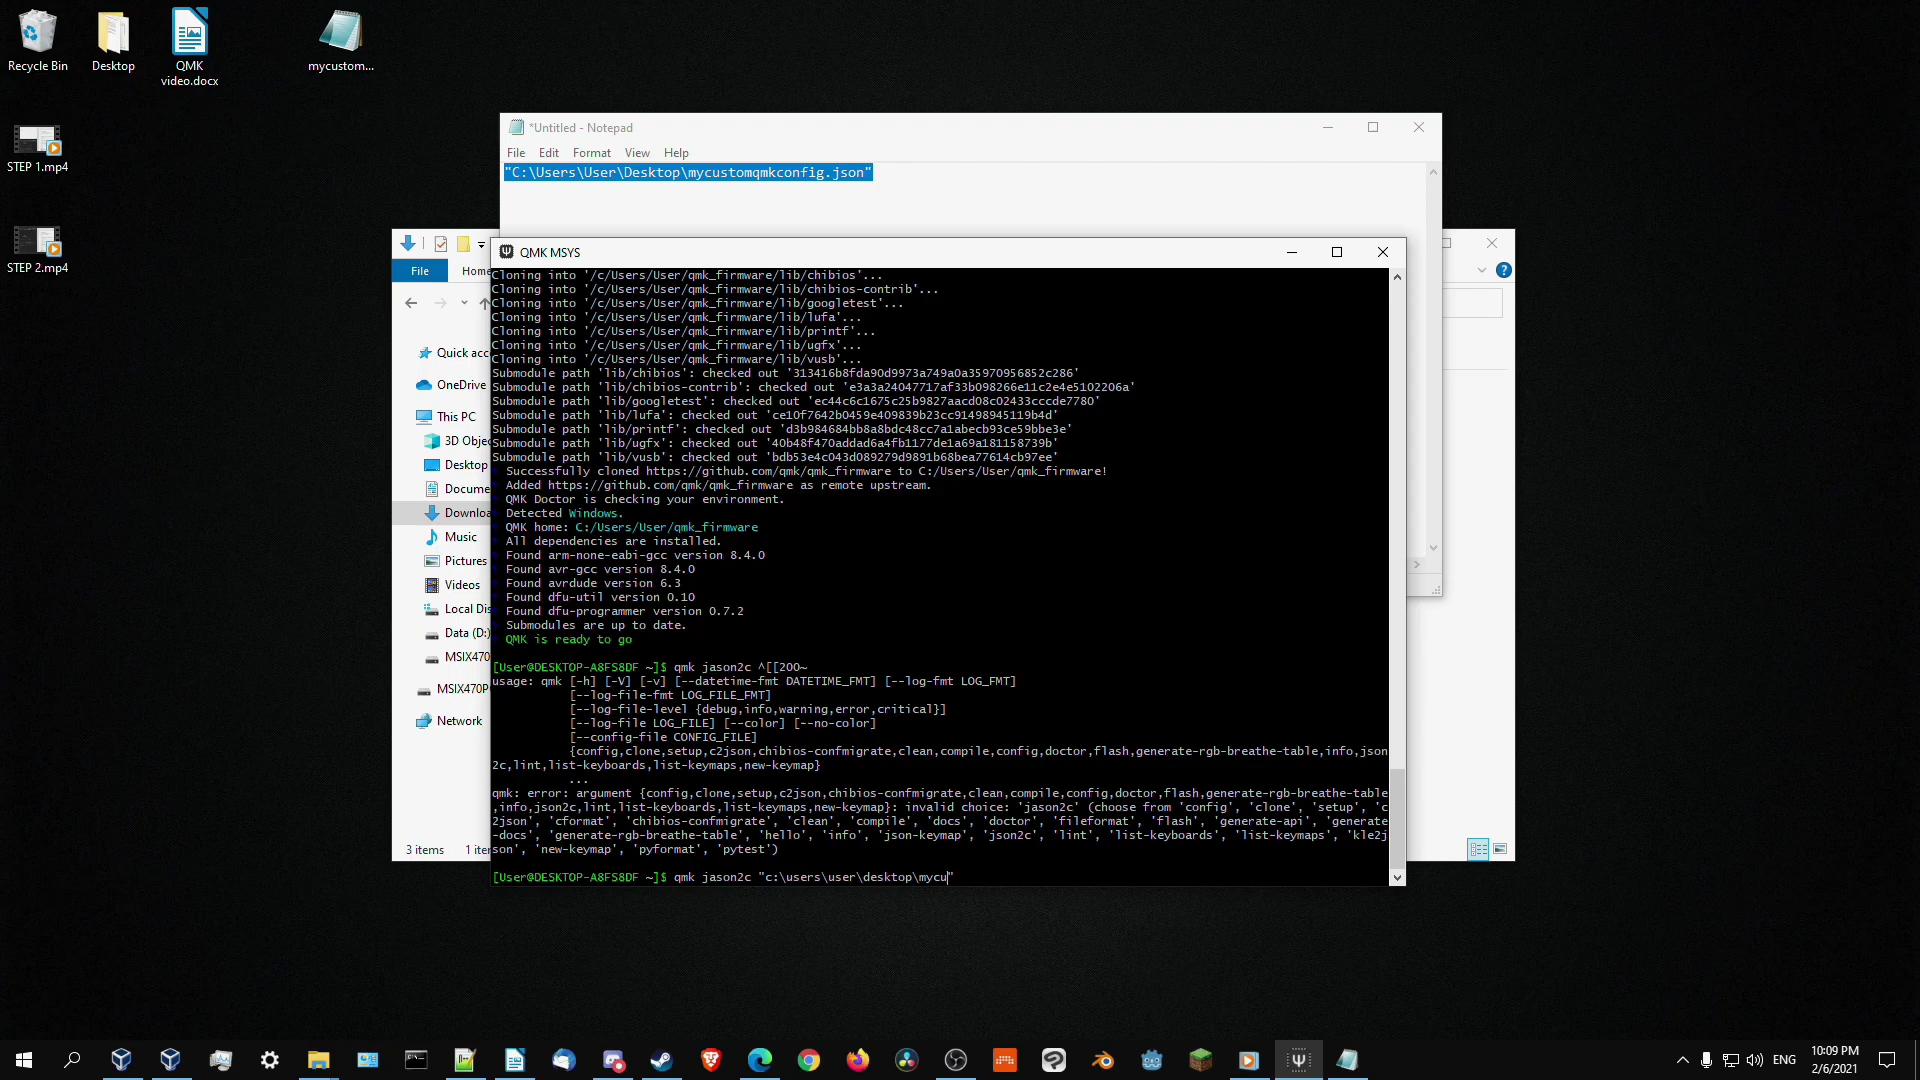 Recycle Bin
Desktop
QMK
video.docx
mycustom...
STEP 1.mp4
STEP 2.mp4
*Untitled - Notepad
File Edit Format View Help
"C:\Users\User\Desktop\mycustomqmkconfig.json"
File Home
Quick acc
OneDrive
This PC
3D Objec
Desktop
Docume
Downloa
Music
Pictures
Videos
Local Dis
Data (D:)
MSIX470
MSIX470P
Network
3 items 1 iter
QMK MSYS
Cloning into '/c/Users/User/qmk_firmware/lib/chibios'...
Cloning into '/c/Users/User/qmk_firmware/lib/chibios-contrib'...
Cloning into '/c/Users/User/qmk_firmware/lib/googletest'...
Cloning into '/c/Users/User/qmk_firmware/lib/lufa'...
Cloning into '/c/Users/User/qmk_firmware/lib/printf'...
Cloning into '/c/Users/User/qmk_firmware/lib/ugfx'...
Cloning into '/c/Users/User/qmk_firmware/lib/vusb'...
Submodule path 'lib/chibios': checked out '313416b8fda90d9973a749a0a35970956852c286'
Submodule path 'lib/chibios-contrib': checked out 'e3a3a24047717af33b098266e11c2e4e5102206a'
Submodule path 'lib/googletest': checked out 'ec44c6c1675c25b9827aacd08c02433cccde7780'
Submodule path 'lib/lufa': checked out 'ce10f7642b0459e409839b23cc91498945119b4d'
Submodule path 'lib/printf': checked out 'd3b984684bb8a8bdc48cc7a1abecb93ce59bbe3e'
Submodule path 'lib/ugfx': checked out '40b48f470addad6a4fb1177de1a69a181158739b'
Submodule path 'lib/vusb': checked out 'bdb53e4c043d089279d9891b68bea77614cb97ee'
Successfully cloned https://github.com/qmk/qmk_firmware to C:/Users/User/qmk_firmware!
Added https://github.com/qmk/qmk_firmware as remote upstream.
QMK Doctor is checking your environment.
Detected Windows.
QMK home: C:/Users/User/qmk_firmware
All dependencies are installed.
Found arm-none-eabi-gcc version 8.4.0
Found avr-gcc version 8.4.0
Found avrdude version 6.3
Found dfu-util version 0.10
Found dfu-programmer version 0.7.2
Submodules are up to date.
QMK is ready to go
[User@DESKTOP-A8FS8DF ~]$ qmk jason2c ^[[200~
usage: qmk [-h] [-V] [-v] [--datetime-fmt DATETIME_FMT] [--log-fmt LOG_FMT]
[--log-file-fmt LOG_FILE_FMT]
[--log-file-level {debug,info,warning,error,critical}]
[--log-file LOG_FILE] [--color] [--no-color]
[--config-file CONFIG_FILE]
{config,clone,setup,c2json,chibios-confmigrate,clean,compile,config,doctor,flash,generate-rgb-breathe-table,info,json
2c,lint,list-keyboards,list-keymaps,new-keymap}
...
qmk: error: argument {config,clone,setup,c2json,chibios-confmigrate,clean,compile,config,doctor,flash,generate-rgb-breathe-table
,info,json2c,lint,list-keyboards,list-keymaps,new-keymap}: invalid choice: 'jason2c' (choose from 'config', 'clone', 'setup', 'c
2json', 'cformat', 'chibios-confmigrate', 'clean', 'compile', 'docs', 'doctor', 'fileformat', 'flash', 'generate-api', 'generate
-docs', 'generate-rgb-breathe-table', 'hello', 'info', 'json-keymap', 'json2c', 'lint', 'list-keyboards', 'list-keymaps', 'kle2j
son', 'new-keymap', 'pyformat', 'pytest')
[User@DESKTOP-A8FS8DF ~]$ qmk jason2c "c:\users\user\desktop\mycu"
ENG
10:09 PM
2/6/2021